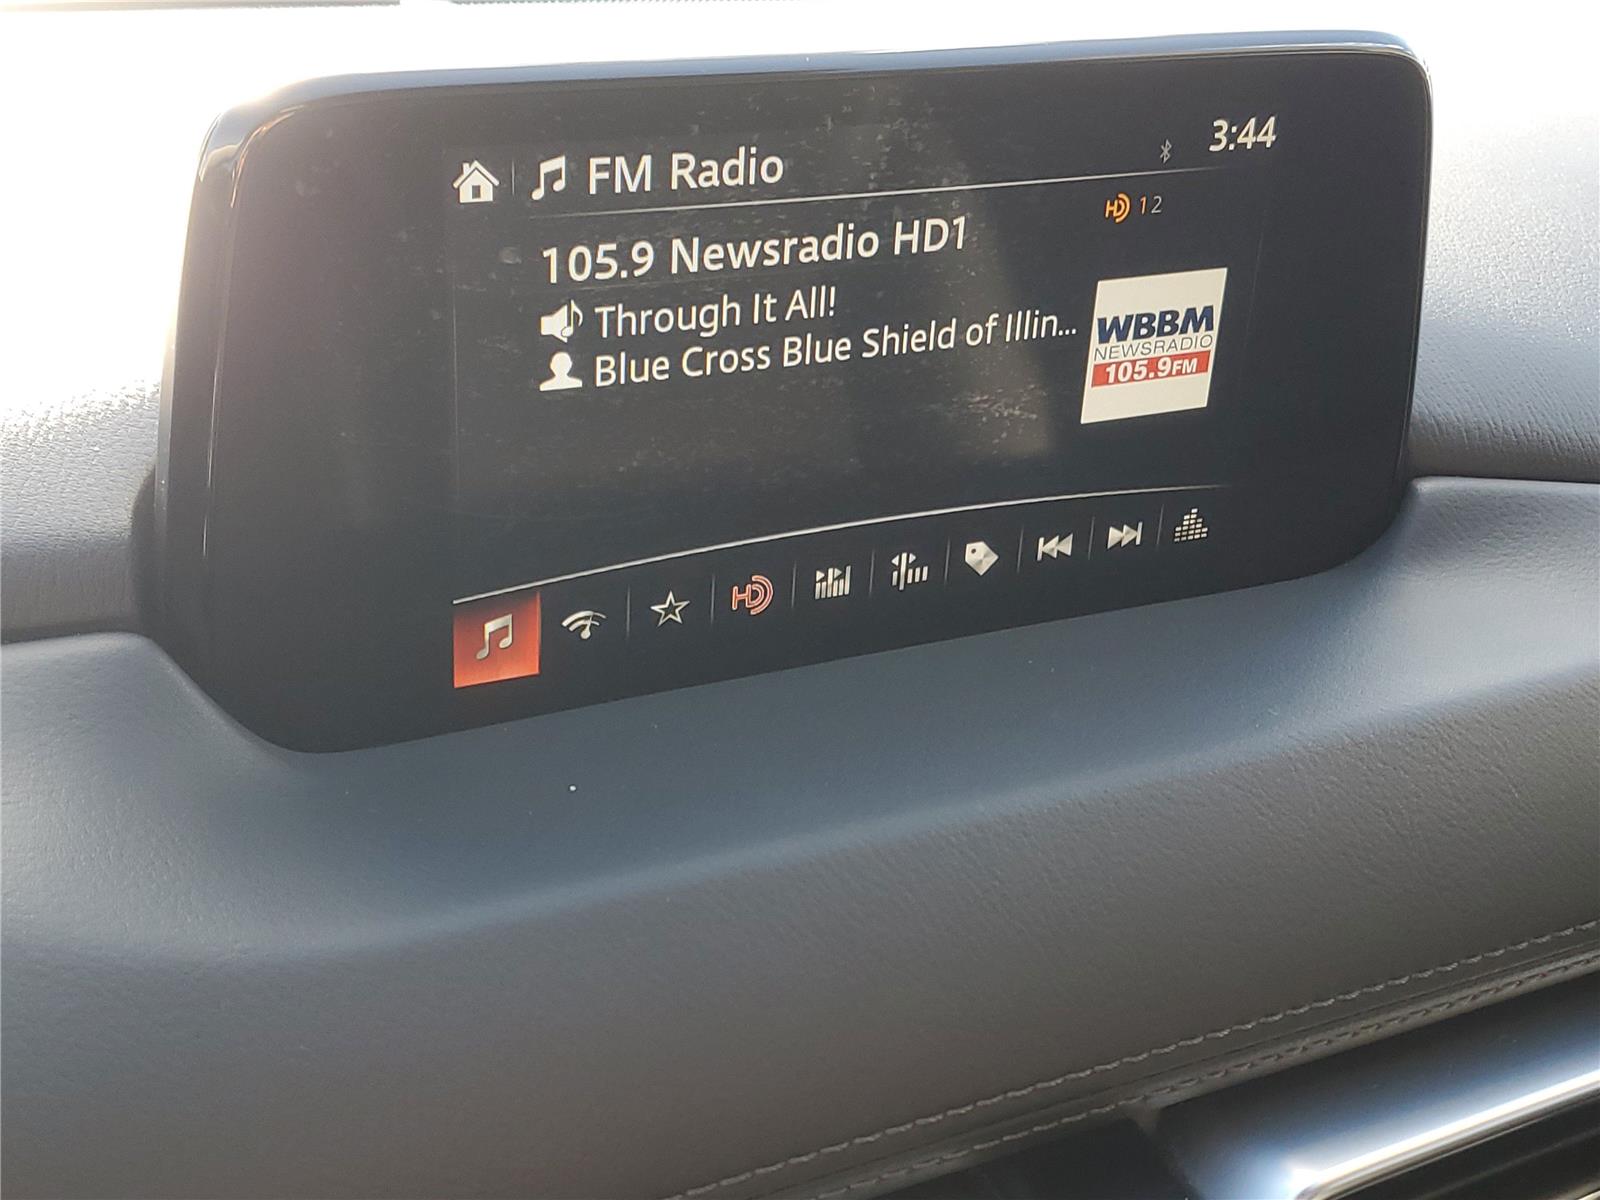 FM Radio
3:44
HD 12
105.9 Newsradio HD1
Through It All!
Blue Cross Blue Shield of Illin...
WBBM
NEWSRADIO
105.9FM
HD